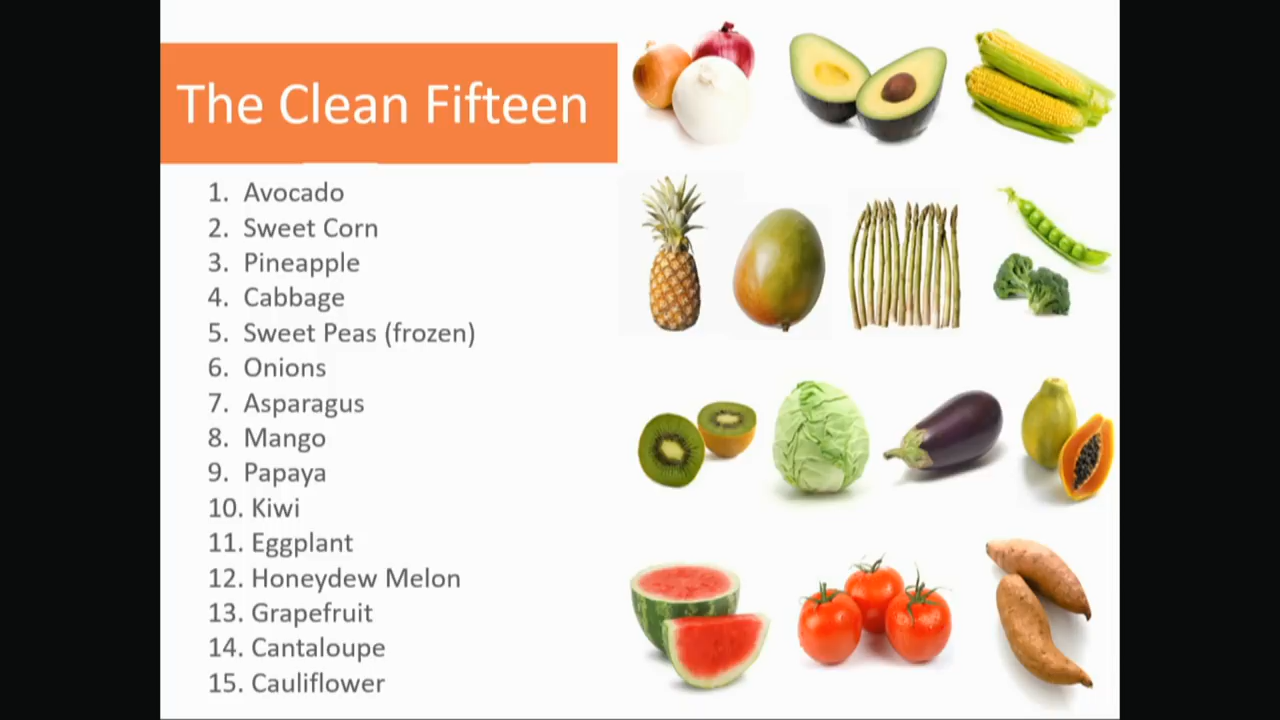 The Clean Fifteen
1. Avocado
2. Sweet Corn
3. Pineapple
4. Cabbage
5. Sweet Peas (frozen)
6. Onions
7. Asparagus
8. Mango
9. Papaya
10. Kiwi
11. Eggplant
12. Honeydew Melon
13. Grapefruit
14. Cantaloupe
15. Cauliflower